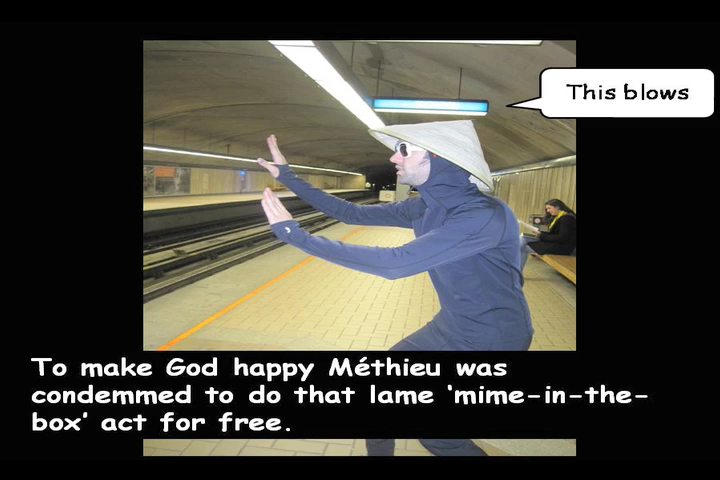 This blows
To make God happy Méthieu was
condemmed to do that lame ‘mime-in-the-
box’ act for free.